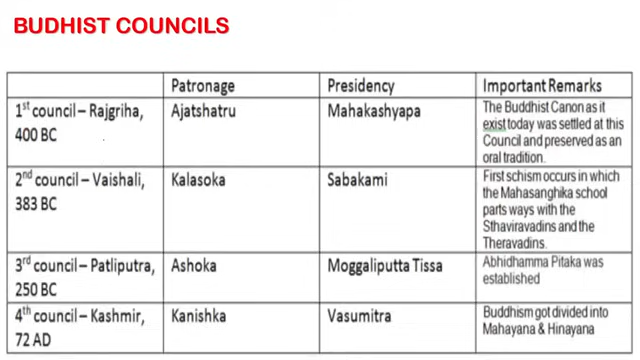 BUDHIST COUNCILS
Patronage Presidency Important Remarks
1st council – Rajgriha, Ajatshatru Mahakashyapa The Buddhist Canon as it
400 BC exist today was settled at this
Council and preserved as an
oral tradition.
2nd council – Vaishali, Kalasoka Sabakami First schism occurs in which
383 BC the Mahasanghika school
parts ways with the
Sthaviravadins and the
Theravadins.
3rd council – Patliputra, Ashoka Moggaliputta Tissa Abhidhamma Pitaka was
250 BC established
4th council – Kashmir, Kanishka Vasumitra Buddhism got divided into
72 AD Mahayana & Hinayana